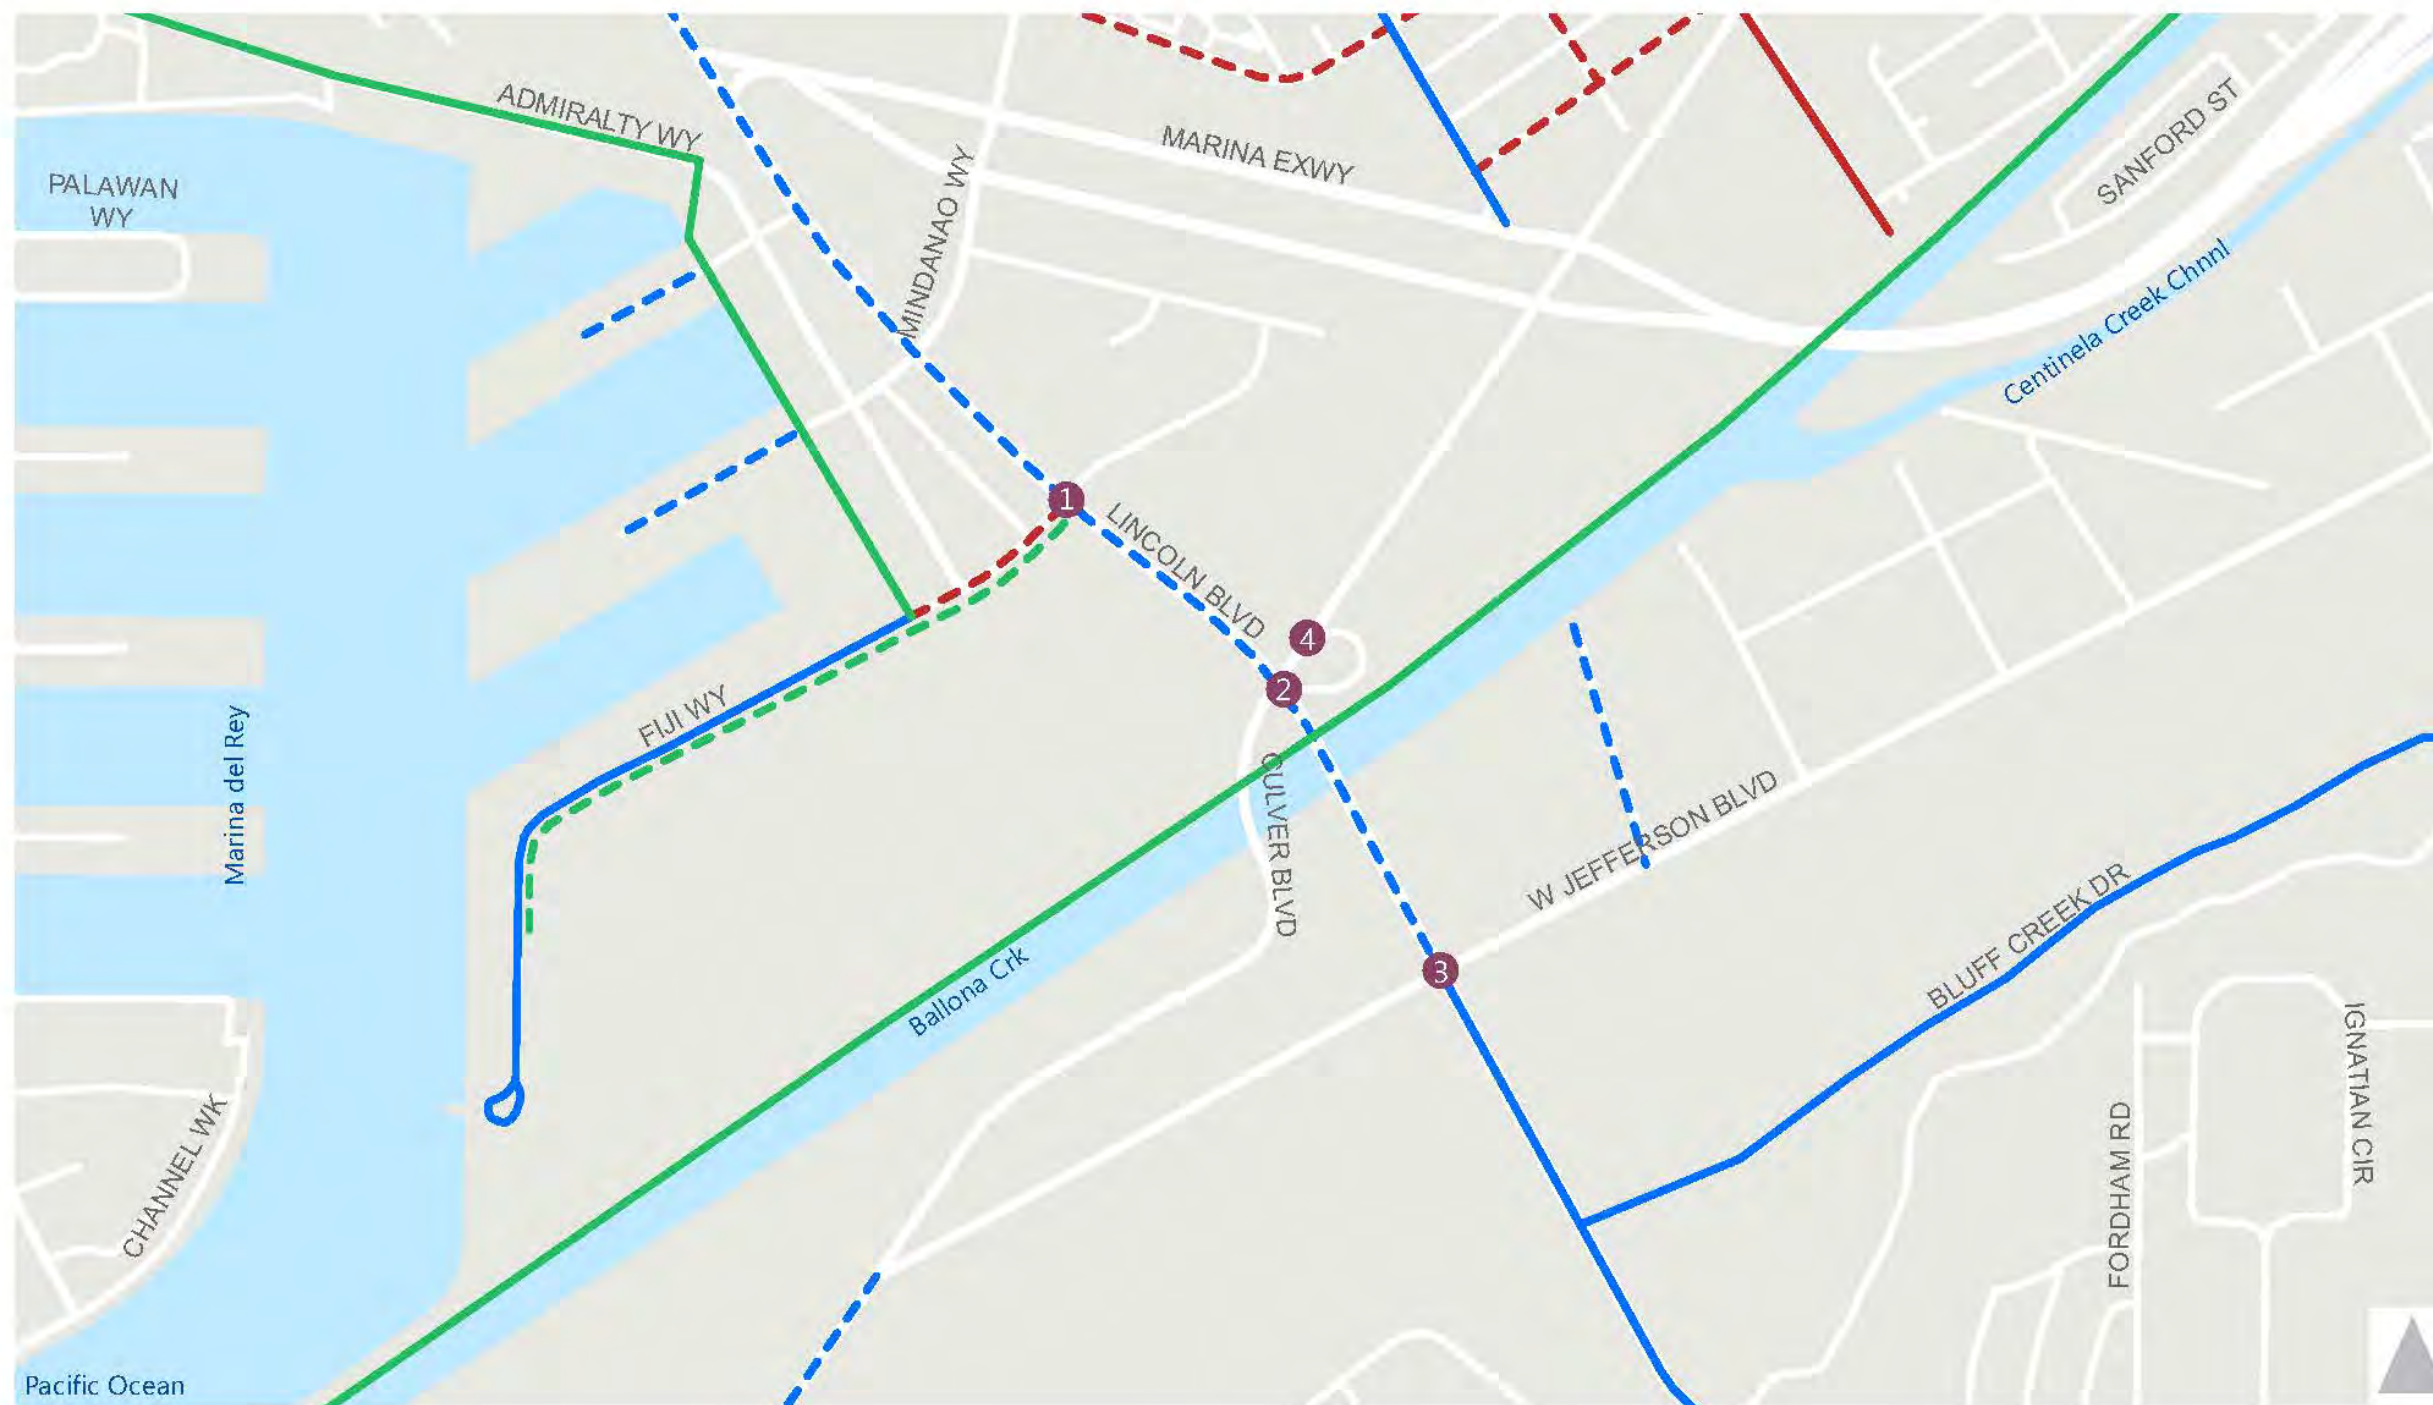 ADMIRALTY WY
PALAWAN
WY
MARINA EXWY
MINDANAO WY
SANFORD ST
Centinela Creek Chnnl
1
LINCOLN BLVD
4
2
FIJI WY
Marina del Rey
CULVER BLVD
W JEFFERSON BLVD
3
BLUFF CREEK DR
Ballona Crk
IGNATIAN CIR
CHANNEL WK
FORDHAM RD
Pacific Ocean